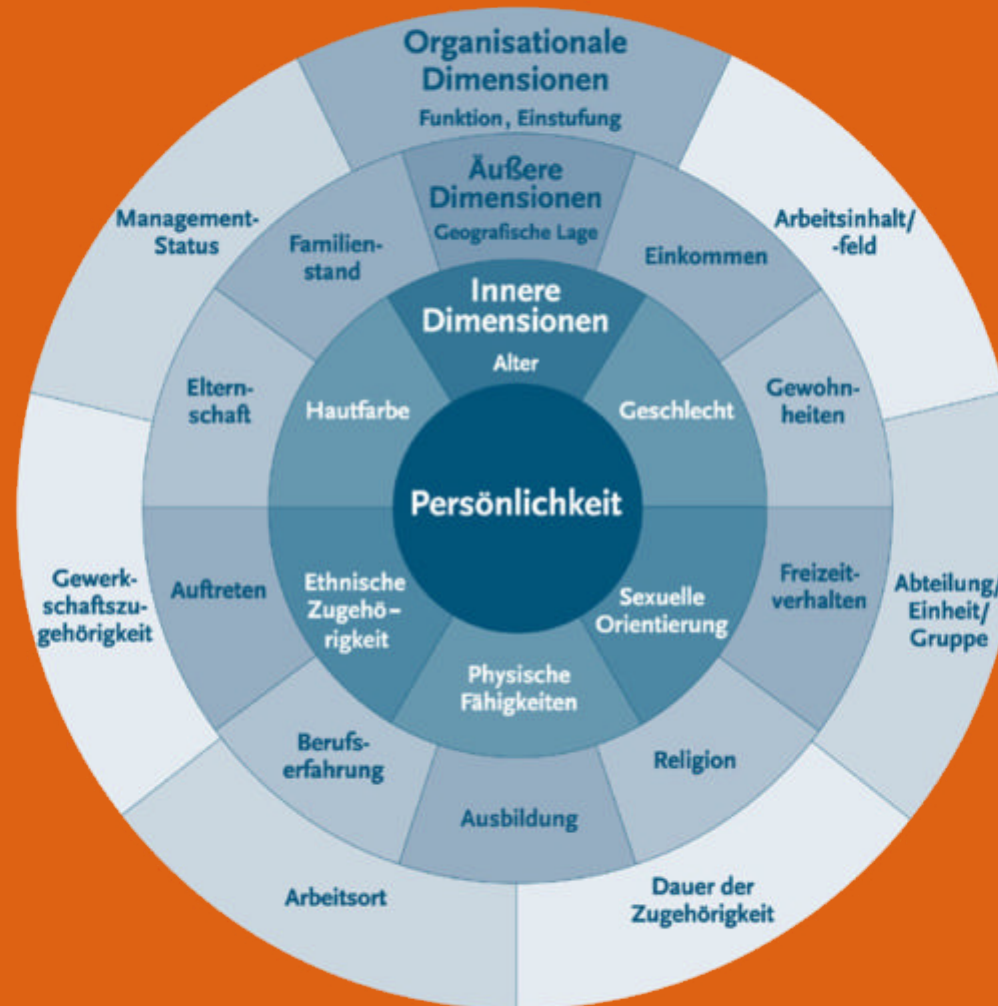 Organisationale
Dimensionen
Funktion, Einstufung
Äußere
Dimensionen
Geografische Lage
Innere
Dimensionen
Alter
Persönlichkeit
Arbeitsinhalt/
-feld
Abteilung/
Einheit/
Gruppe
Dauer der
Zugehörigkeit
Arbeitsort
Gewerk-
schaftszu-
gehörigkeit
Management-
Status
Einkommen
Gewohn-
heiten
Freizeit-
verhalten
Religion
Ausbildung
Berufs-
erfahrung
Auftreten
Eltern-
schaft
Familien-
stand
Geschlecht
Sexuelle
Orientierung
Physische
Fähigkeiten
Ethnische
Zugehö-
rigkeit
Hautfarbe